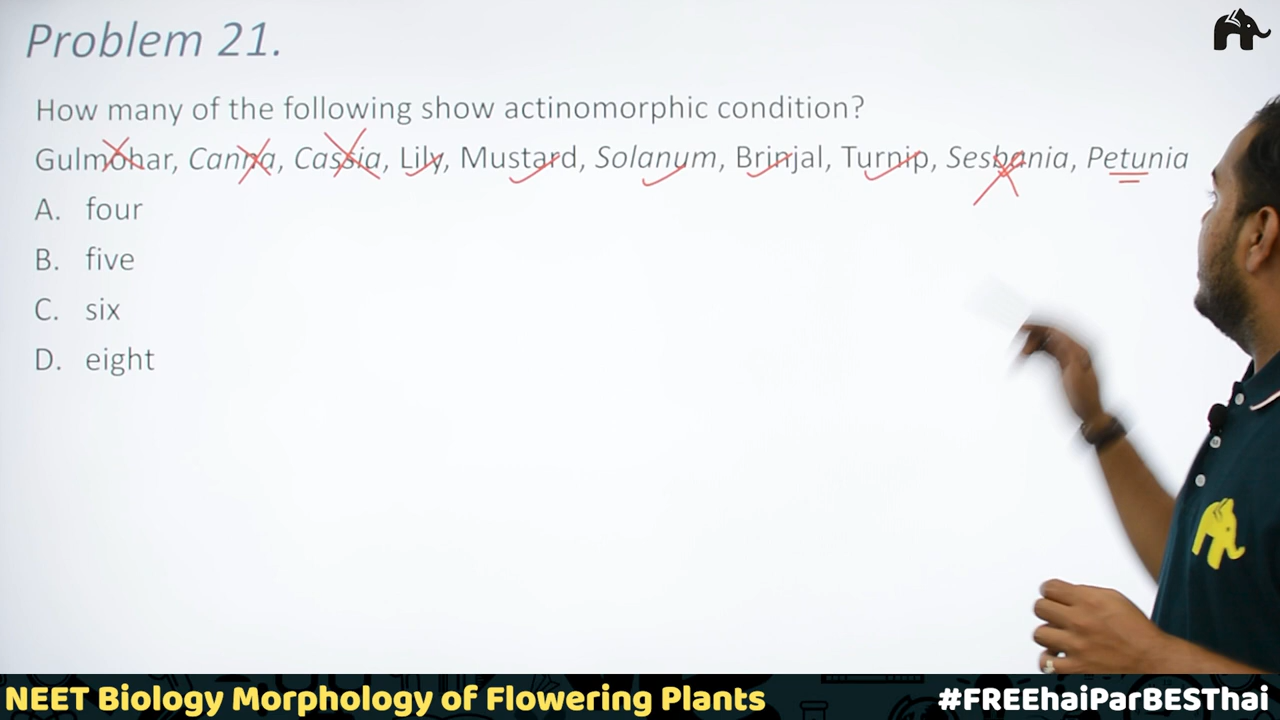 Problem 21.
How many of the following show actinomorphic condition?
Gulmohar, Canna, Cassia, Lily, Mustard, Solanum, Brinjal, Turnip, Sesbania, Petunia
A. four
B. five
C. six
D. eight
NEET Biology Morphology of Flowering Plants #FREEhaiParBESThai